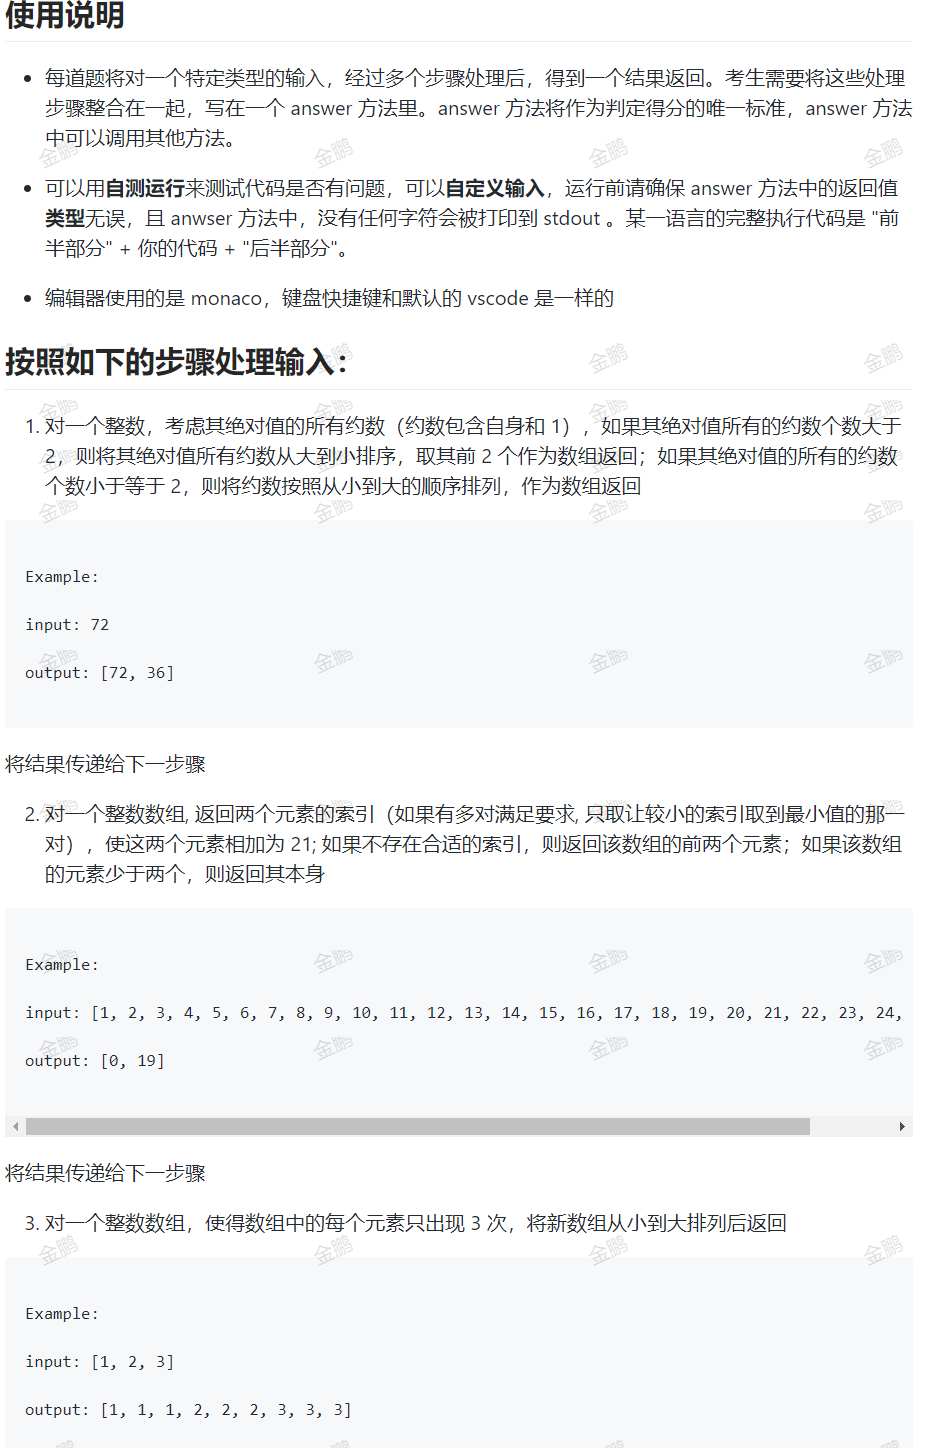 使用说明
每道题将对一个特定类型的输入，经过多个步骤处理后，得到一个结果返回。考生需要将这些处理
步骤整合在一起，写在一个 answer 方法里。answer 方法将作为判定得分的唯一标准，answer 方法
中可以调用其他方法。
可以用自测运行来测试代码是否有问题，可以自定义输入，运行前请确保 answer 方法中的返回值
类型无误，且 anwser 方法中，没有任何字符会被打印到 stdout 。某一语言的完整执行代码是 "前
半部分" + 你的代码 + "后半部分"。
编辑器使用的是 monaco，键盘快捷键和默认的 vscode 是一样的
按照如下的步骤处理输入：
1. 对一个整数，考虑其绝对值的所有约数（约数包含自身和 1），如果其绝对值所有的约数个数大于
2，则将其绝对值所有约数从大到小排序，取其前 2 个作为数组返回；如果其绝对值的所有的约数
个数小于等于 2，则将约数按照从小到大的顺序排列，作为数组返回
Example:
input: 72
output: [72, 36]
将结果传递给下一步骤
2. 对一个整数数组, 返回两个元素的索引（如果有多对满足要求, 只取让较小的索引取到最小值的那一
对），使这两个元素相加为 21; 如果不存在合适的索引，则返回该数组的前两个元素；如果该数组
的元素少于两个，则返回其本身
Example:
input: [1, 2, 3, 4, 5, 6, 7, 8, 9, 10, 11, 12, 13, 14, 15, 16, 17, 18, 19, 20, 21, 22, 23, 24,
output: [0, 19]
将结果传递给下一步骤
3. 对一个整数数组，使得数组中的每个元素只出现 3 次，将新数组从小到大排列后返回
Example:
input: [1, 2, 3]
output: [1, 1, 1, 2, 2, 2, 3, 3, 3]
金鹏